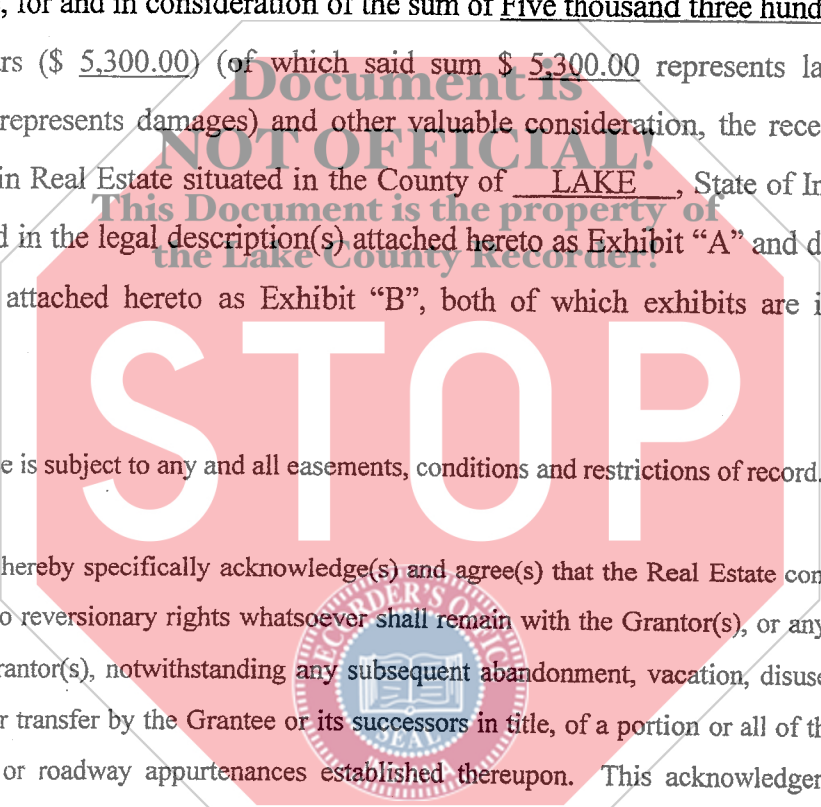 , for and in consideration of the sum of Five thousand three hund
rs ($ 5,300.00) (of which said sum $ 5,300.00 represents la
Document is
represents damages) and other valuable consideration, the rece
NOT OFFICIAL!
in Real Estate situated in the County of LAKE, State of In
This Document is the property of
d in the legal description(s) attached hereto as Exhibit “A” and d
the Lake County Recorder!
attached hereto as Exhibit “B”, both of which exhibits are i
STOP
e is subject to any and all easements, conditions and restrictions of record.
hereby specifically acknowledge(s) and agree(s) that the Real Estate con
RECORDER'S OFFIC
o reversionary rights whatsoever shall remain with the Grantor(s), or any
rantor(s), notwithstanding any subsequent abandonment, vacation, disuse
r transfer by the Grantee or its successors in title, of a portion or all of th
SEAL
or roadway appurtenances established thereupon. This acknowledgem